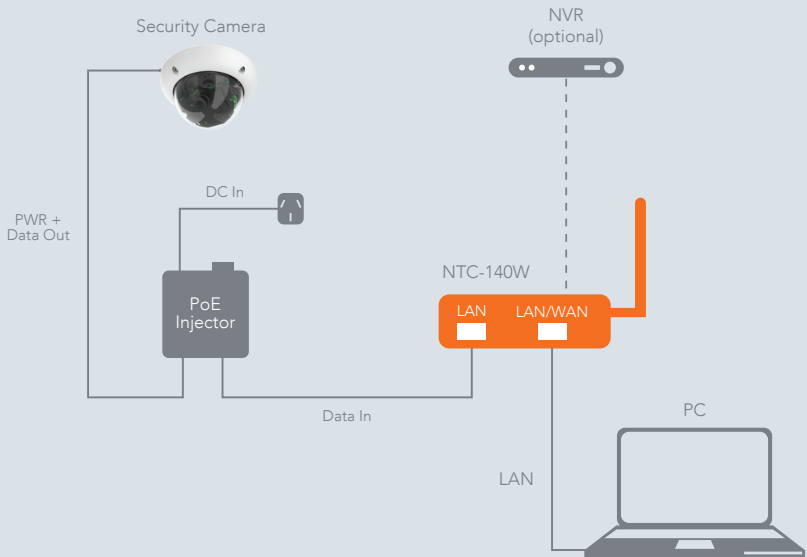 Security Camera
NVR
(optional)
DC In
PWR +
Data Out
NTC-140W
PoE
Injector
LAN
LAN/WAN
Data In
PC
LAN